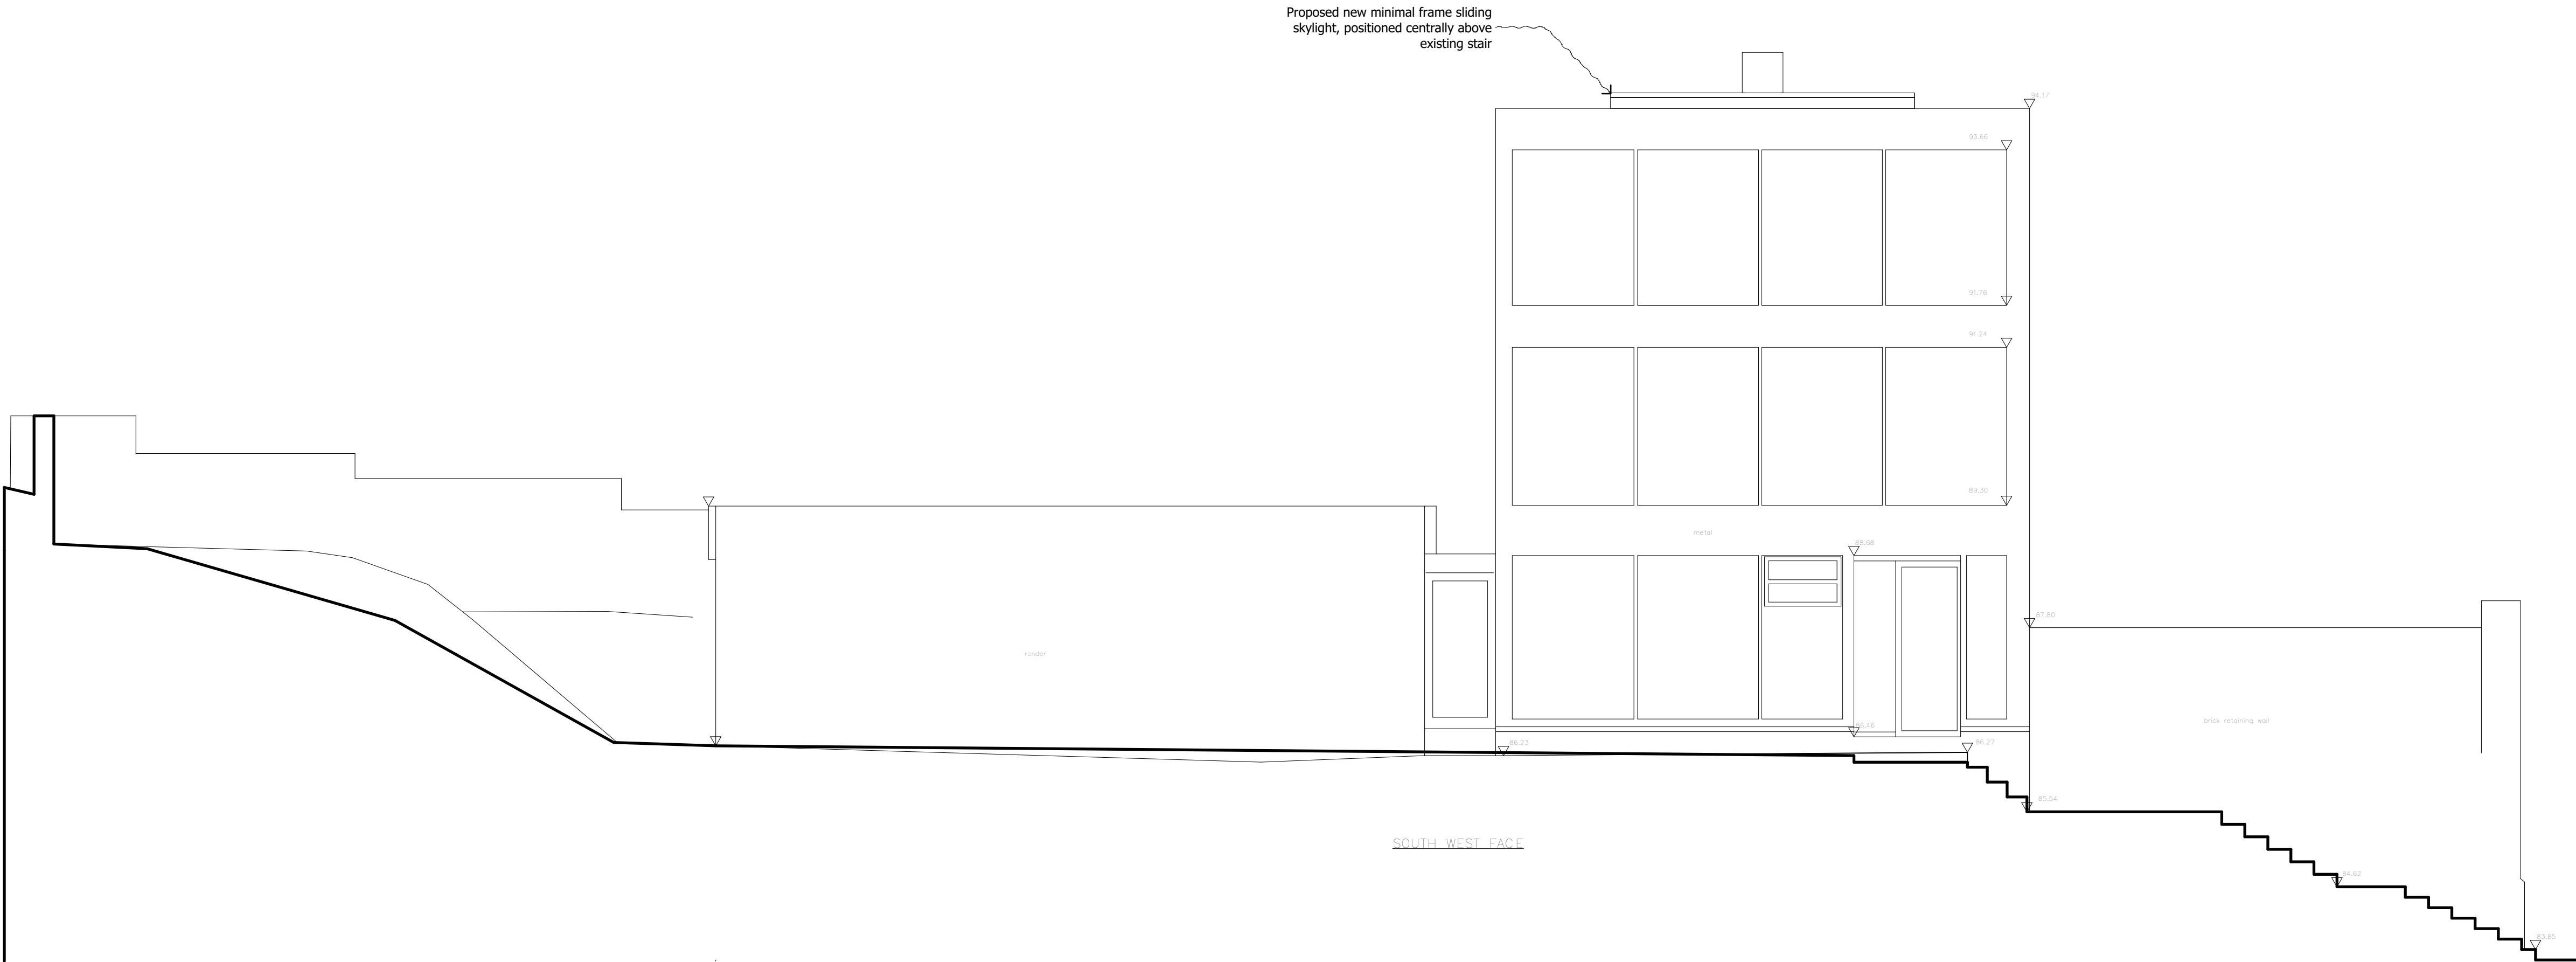 Proposed new minimal frame sliding
skylight, positioned centrally above
existing stair
94.17
93.66
91.76
91.24
89.30
metal
88.68
87.80
render
brick retaining wall
86.46
86.23
86.27
85.54
SOUTH WEST FACE
84.62
83.85